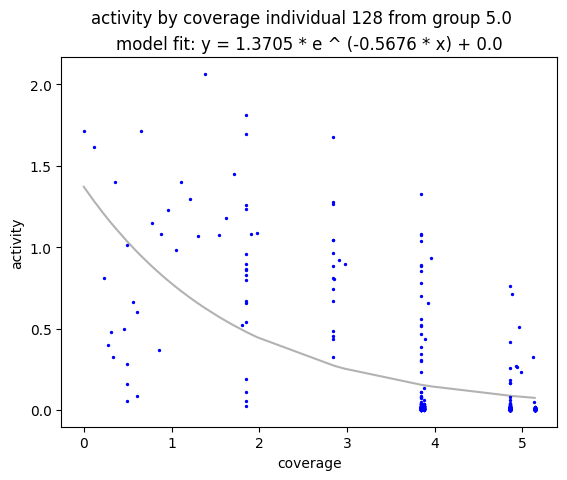 activity by coverage individual 128 from group 5.0
model fit: y = 1.3705 * e ^ (-0.5676 * x) + 0.0
2.0
1.5
1.0
0.5
0.0
activity
0 1 2 3 4 5
coverage